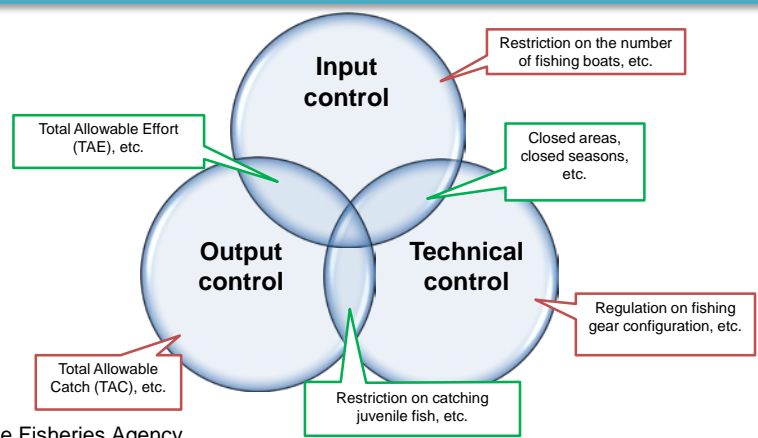 Input
control
Restriction on the number
of fishing boats, etc.
Total Allowable Effort
(TAE), etc.
Closed areas,
closed seasons,
etc.
Output
control
Technical
control
Regulation on fishing
gear configuration, etc.
Total Allowable
Catch (TAC), etc.
Restriction on catching
juvenile fish, etc.
e Fisheries Agency